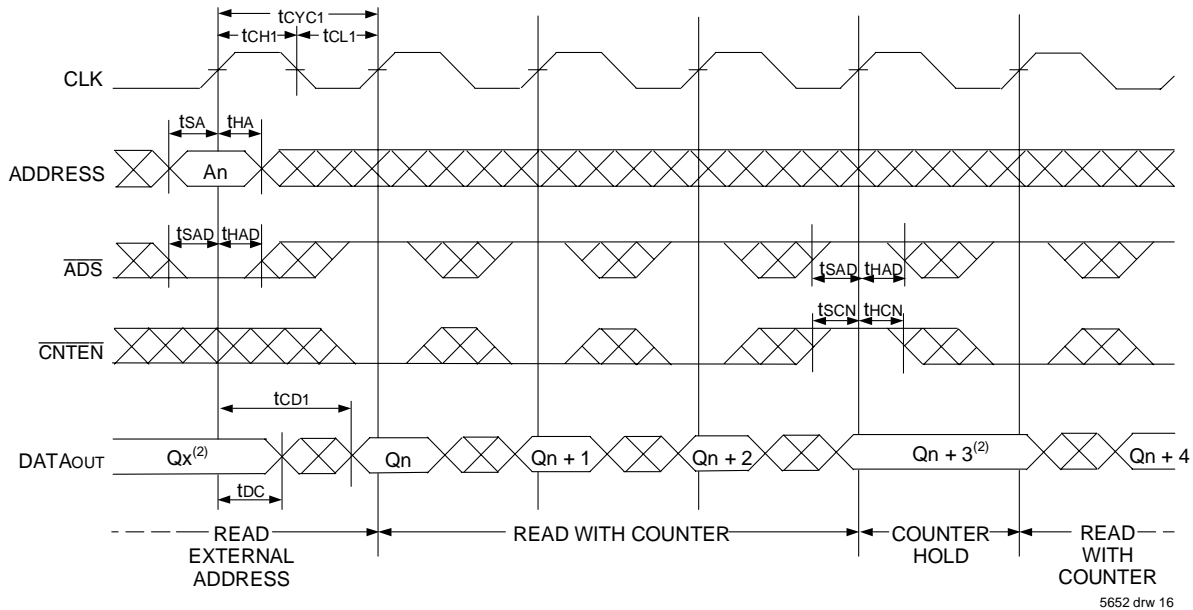 tCYC1
tCH1 tCL1
CLK
tSA tHA
ADDRESS An
tSAD tHAD
ADS
tSAD tHAD
tSCN tHCN
CNTEN
tCD1
DATAOUT Qx(2) Qn Qn + 1 Qn + 2 Qn + 3(2) Qn + 4
tDC
READ EXTERNAL ADDRESS
READ WITH COUNTER
COUNTER HOLD
READ WITH COUNTER
5652 drw 16